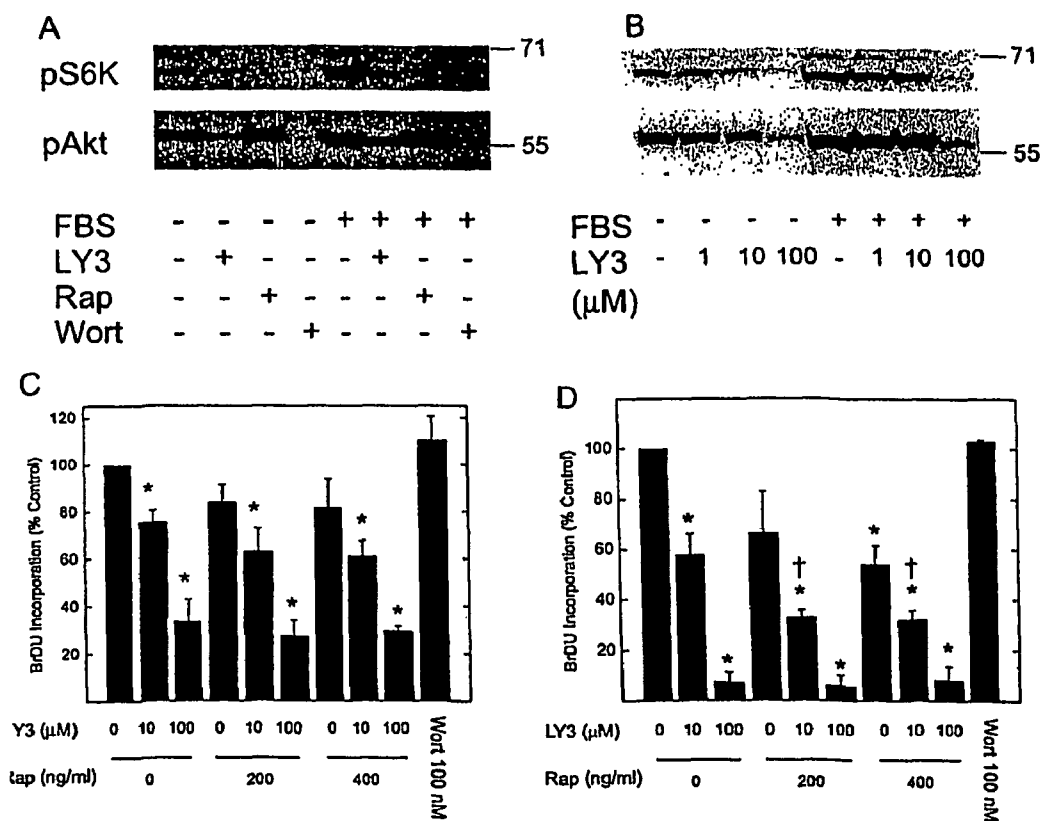 A
pS6K
71
pAkt
55
FBS - - - - + + + +
LY3 - + - - - + - -
Rap - - + - - - + -
Wort - - - + - - - +
B
71
55
FBS - - - - + + + +
LY3 - 1 10 100 - 1 10 100
(μM)
C
BrDU Incorporation (% Control)
120
100
80
60
40
20
* * * * * *
Y3 (μM) 0 10 100 0 10 100 0 10 100
Rap (ng/ml) 0 200 400
Wort 100 nM
D
BrDU Incorporation (% Control)
100
80
60
40
20
* * † * * * † * *
LY3 (μM) 0 10 100 0 10 100 0 10 100
Rap (ng/ml) 0 200 400
Wort 100 nM